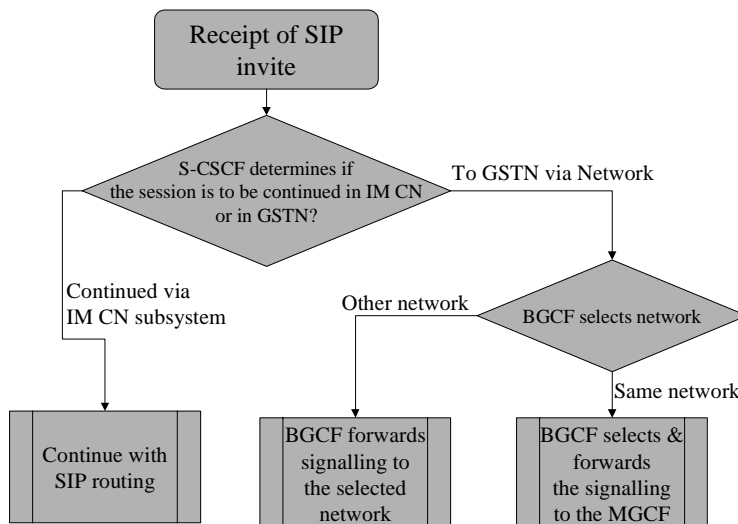 Receipt of SIP
invite
S-CSCF determines if
the session is to be continued in IM CN
or in GSTN?
To GSTN via Network
Continued via
IM CN subsystem
Other network
BGCF selects network
Same network
Continue with
SIP routing
BGCF forwards
signalling to
the selected
network
BGCF selects &
forwards
the signalling
to the MGCF